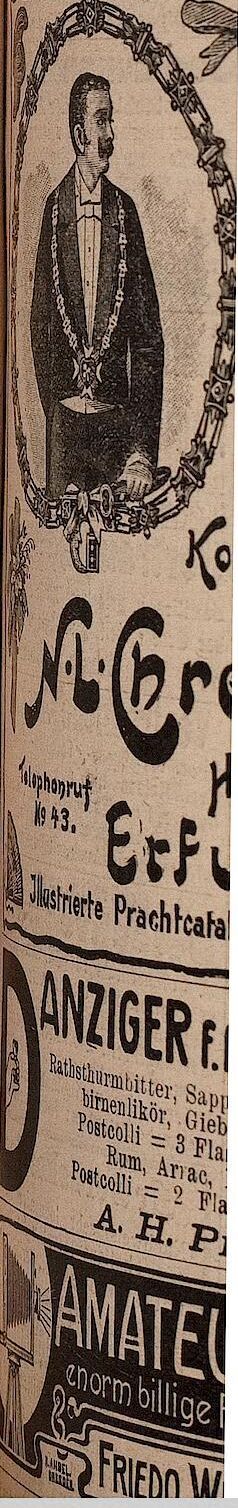 Ko
N. L. Chre
H
Telephonruf
No 43.
Erfu
Illustrierte Prachtcatal
DANZIGER f. 
Rathsthurmbitter, Sapp
birnenlikör, Gieb
Postcolli = 3 Fla
Rum, Arrac,
Postcolli = 2 Fla
A. H. P
AMATEU
enorm billige
FRIEDO W